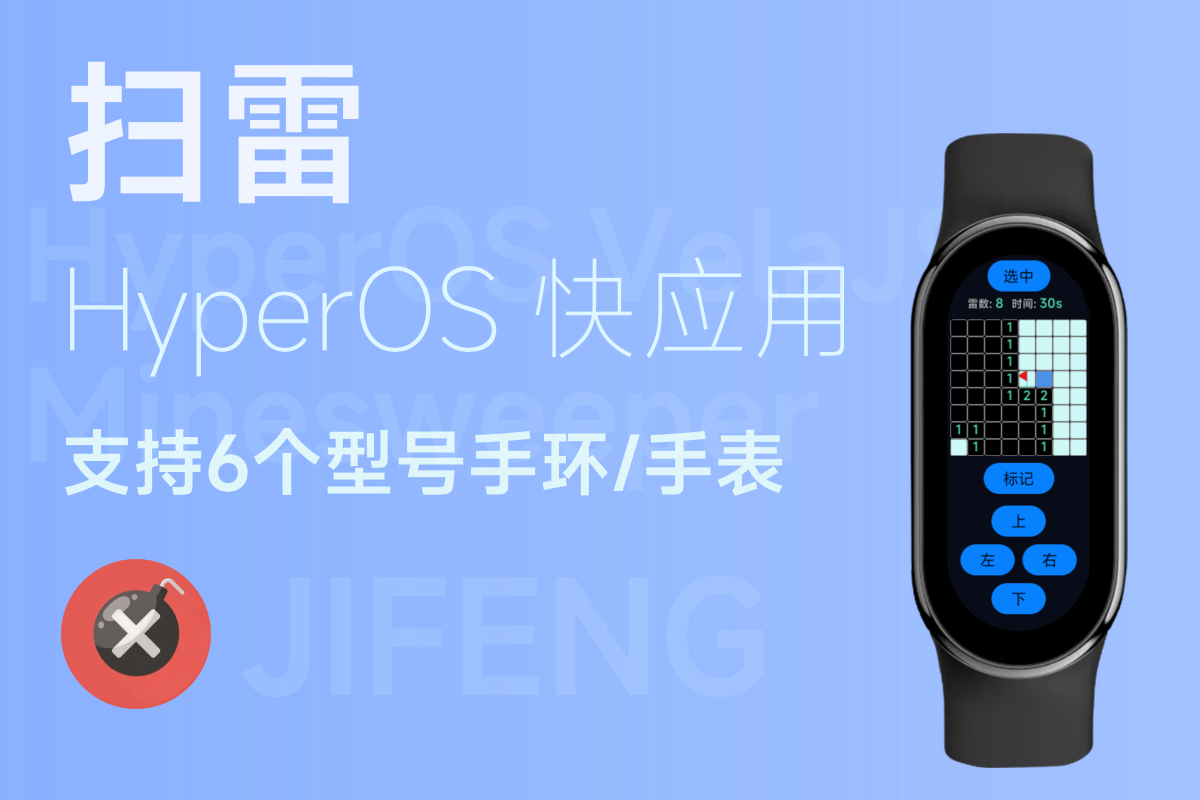 扫雷
HyperOS VelaJS
HyperOS 快应用
Minesweeper
支持6个型号手环/手表
JIFENG
选中
雷数: 8 时间: 30s
1
1
1
1
1 2 2
1
1 1 1
1 1
标记
上
左 右
下